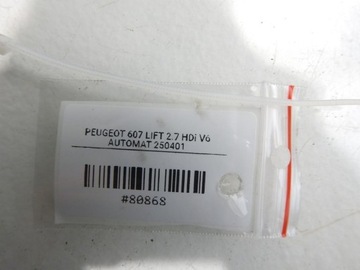 PEUGEOT 607 LIFT 2.7 HDi V6
AUTOMAT 250401
#80868